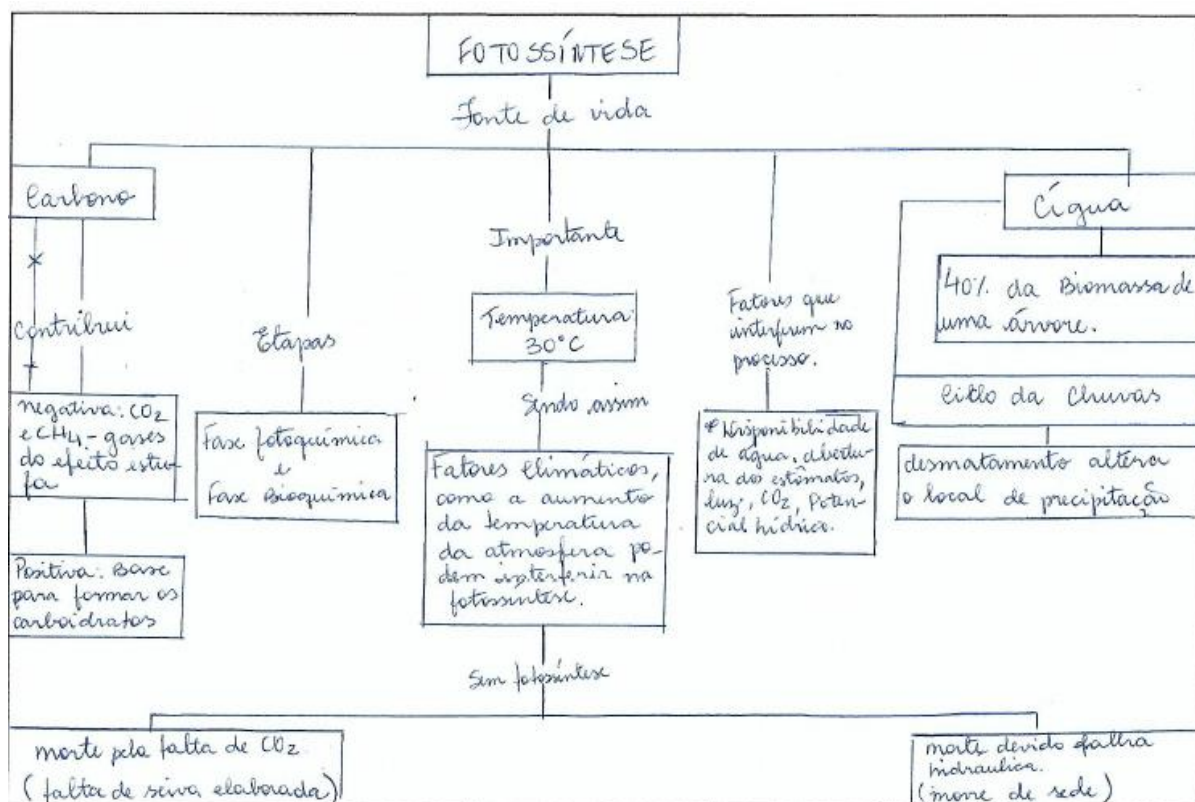 FOTOSSÍNTESE
Fonte de vida
Carbono
Contribui
negativa: CO2
e CH4 - gases
do efeito estu-
fa
Positiva: Base
para formar os
carboidratos
Etapas
Fase fotoquímica
e
Fase Bioquímica
Importante
Temperatura:
30°C
Sendo assim
Fatores climáticos,
como a aumento
da temperatura
da atmosfera po-
dem interferir na
fotossíntese.
Fatores que
interferem no
processo.
* Disponibilidade
de água, abertu-
ra dos estômatos,
luz, CO2, Poten-
cial hídrico.
Água
40% da Biomassa de
uma árvore.
Ciclo da Chuvas
desmatamento altera
o local de precipitação
Sem fotossíntese
morte pela falta de CO2
(falta de seiva elaborada)
morte devido falha
hidraulica.
(morre de sede)